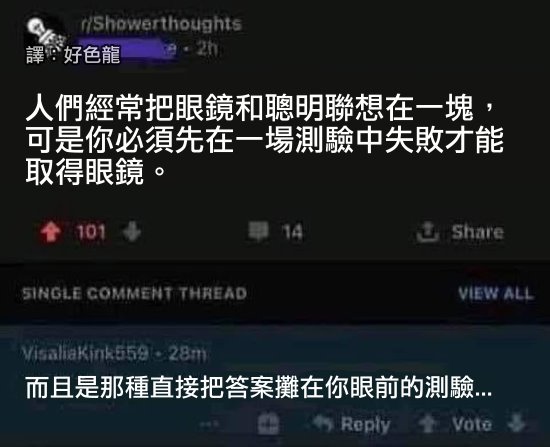 r/Showerthoughts
e • 2h
譯：好色龍
人們經常把眼鏡和聰明聯想在一塊，
可是你必須先在一場測驗中失敗才能
取得眼鏡。
101 14 Share
SINGLE COMMENT THREAD VIEW ALL
VisaliaKink559 • 28m
而且是那種直接把答案攤在你眼前的測驗...
... Reply Vote